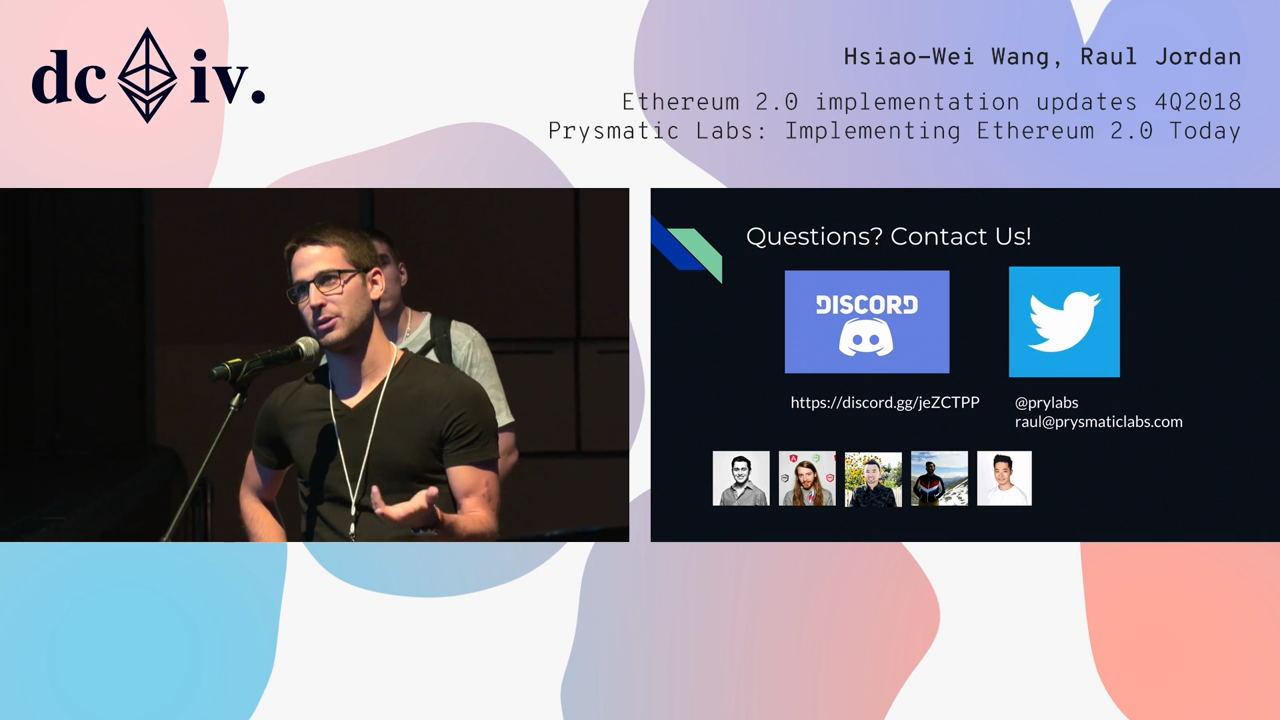 dc iv.
Hsiao-Wei Wang, Raul Jordan
Ethereum 2.0 implementation updates 4Q2018
Prysmatic Labs: Implementing Ethereum 2.0 Today
Questions? Contact Us!
DISCORD
https://discord.gg/jeZCTPP
@prylabs
raul@prysmaticlabs.com